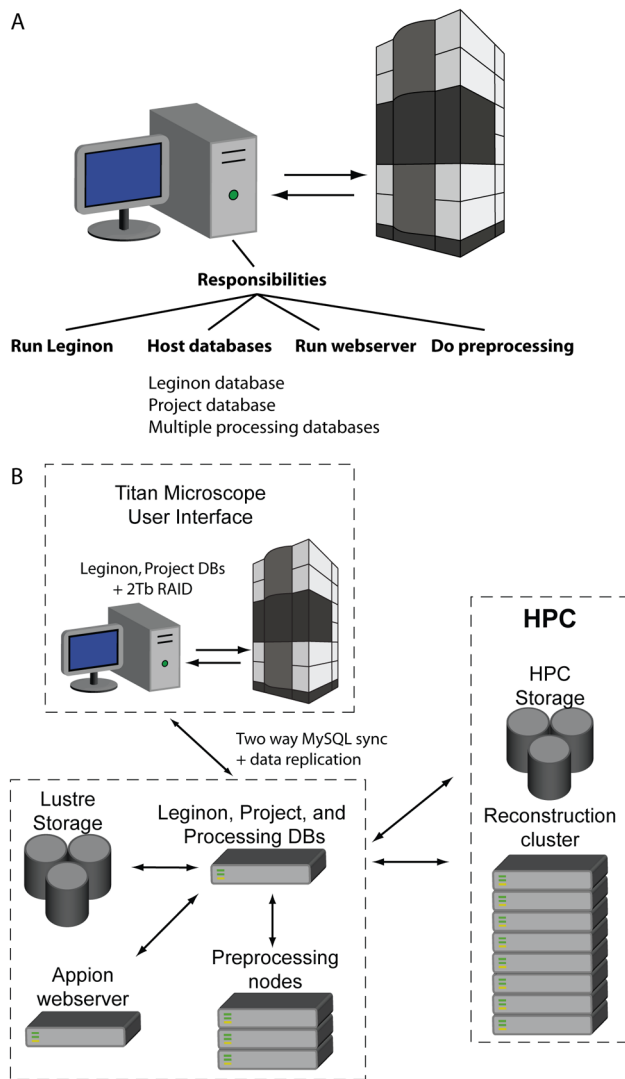 A
Responsibilities
Run Leginon
Host databases
Run webserver
Do preprocessing
Leginon database
Project database
Multiple processing databases
B
Titan Microscope
User Interface
Leginon, Project DBs
+ 2Tb RAID
Two way MySQL sync
+ data replication
Lustre
Storage
Leginon, Project, and
Processing DBs
Appion
webserver
Preprocessing
nodes
HPC
HPC
Storage
Reconstruction
cluster